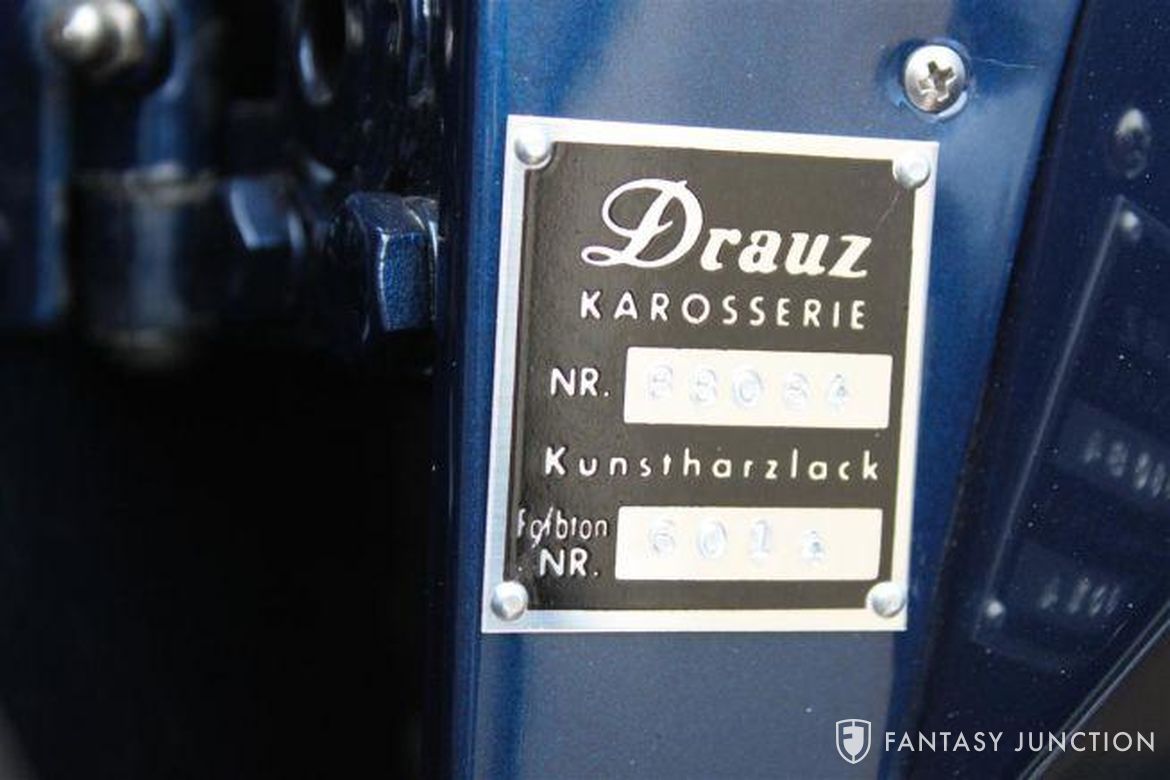 Drauz
KAROSSERIE
NR.
Kunstharzlack
Farbton
NR.
FANTASY JUNCTION